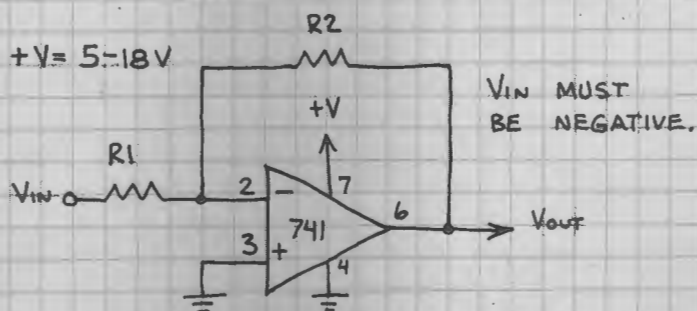 R2
+V= 5-18V
VIN MUST
BE NEGATIVE.
+V
R1
VIN
2
-
7
741
6
VOUT
3
+
4